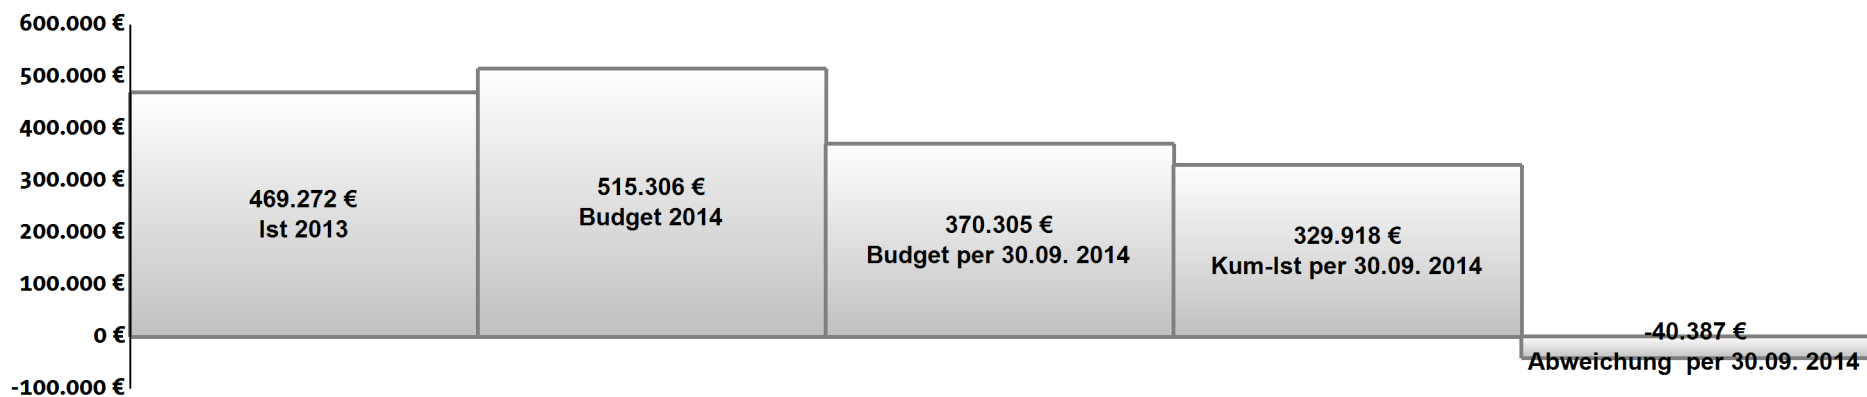 600.000 €
500.000 €
400.000 €
300.000 €
200.000 €
100.000 €
0 €
-100.000 €
469.272 €
Ist 2013
515.306 €
Budget 2014
370.305 €
Budget per 30.09. 2014
329.918 €
Kum-Ist per 30.09. 2014
-40.387 €
Abweichung  per 30.09. 2014